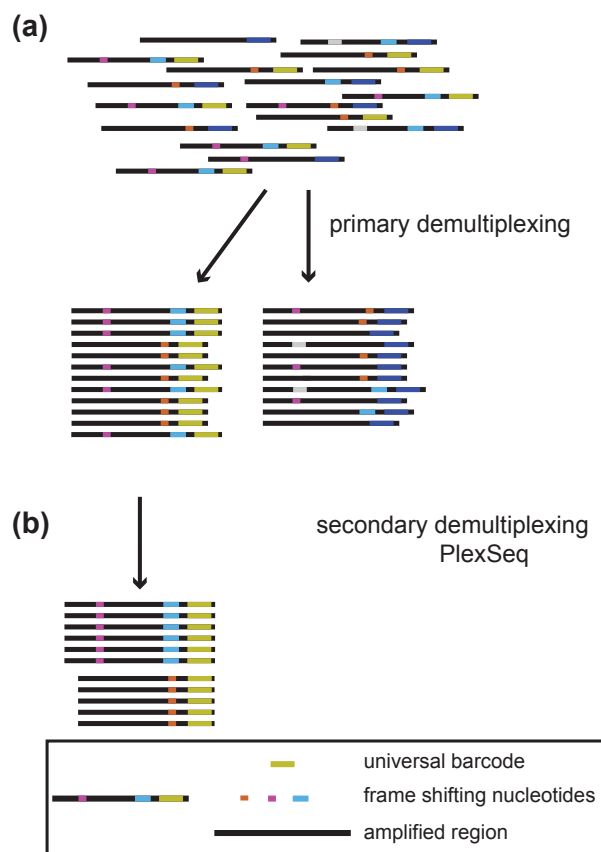 (a)
primary demultiplexing
(b)
secondary demultiplexing
PlexSeq
universal barcode
frame shifting nucleotides
amplified region